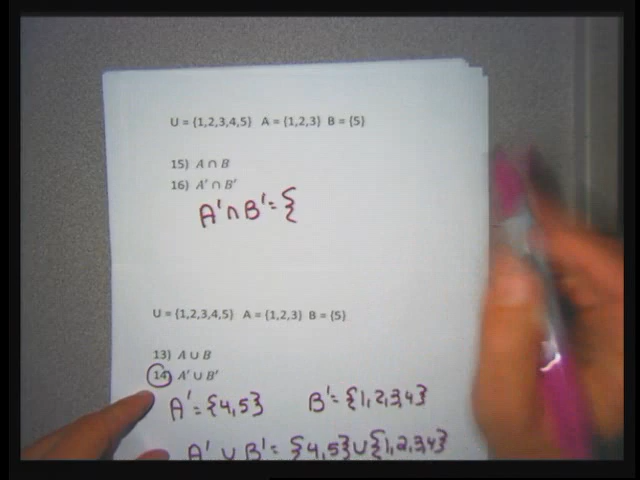 U = {1,2,3,4,5} A = {1,2,3} B = {5}
15) A ∩ B
16) A′ ∩ B′
A' ∩ B' = {
U = {1,2,3,4,5} A = {1,2,3} B = {5}
13) A ∪ B
14) A′ ∪ B′
A' = {4,5} B' = {1,2,3,4}
A' ∪ B' = {4,5} ∪ {1,2,3,4}